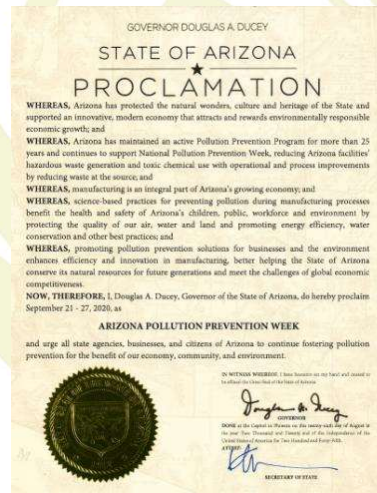 GOVERNOR DOUGLAS A. DUCEY
STATE OF ARIZONA
PROCLAMATION
WHEREAS, Arizona has protected the natural wonders, culture and heritage of the State and
supported an innovative, modern economy that attracts and rewards environmentally responsible
economic growth; and
WHEREAS, Arizona has maintained an active Pollution Prevention Program for more than 25
years and continues to support National Pollution Prevention Week, reducing Arizona facilities'
hazardous waste generation and toxic chemical use with operational and process improvements
by reducing waste at the source; and
WHEREAS, manufacturing is an integral part of Arizona's growing economy; and
WHEREAS, science-based practices for preventing pollution during manufacturing processes
benefit the health and safety of Arizona's children, public, workforce and environment by
protecting the quality of our air, water and land and promoting energy efficiency, water
conservation and other best practices; and
WHEREAS, promoting pollution prevention solutions for businesses and the environment
enhances efficiency and innovation in manufacturing, better helping the State of Arizona
conserve its natural resources for future generations and meet the challenges of global economic
competitiveness.
NOW, THEREFORE, I, Douglas A. Ducey, Governor of the State of Arizona, do hereby proclaim
September 21 - 27, 2020, as
ARIZONA POLLUTION PREVENTION WEEK
and urge all state agencies, businesses, and citizens of Arizona to continue fostering pollution
prevention for the benefit of our economy, community, and environment.
IN WITNESS WHEREOF, I have hereunto set my hand and caused to
be affixed the Great Seal of the State of Arizona
Douglas A. Ducey
GOVERNOR
DONE at the Capitol in Phoenix on this twenty-sixth day of August in
the year Two Thousand and Twenty and of the Independence of the
United States of America the Two Hundred and Forty-Fifth.
ATTEST:
SECRETARY OF STATE